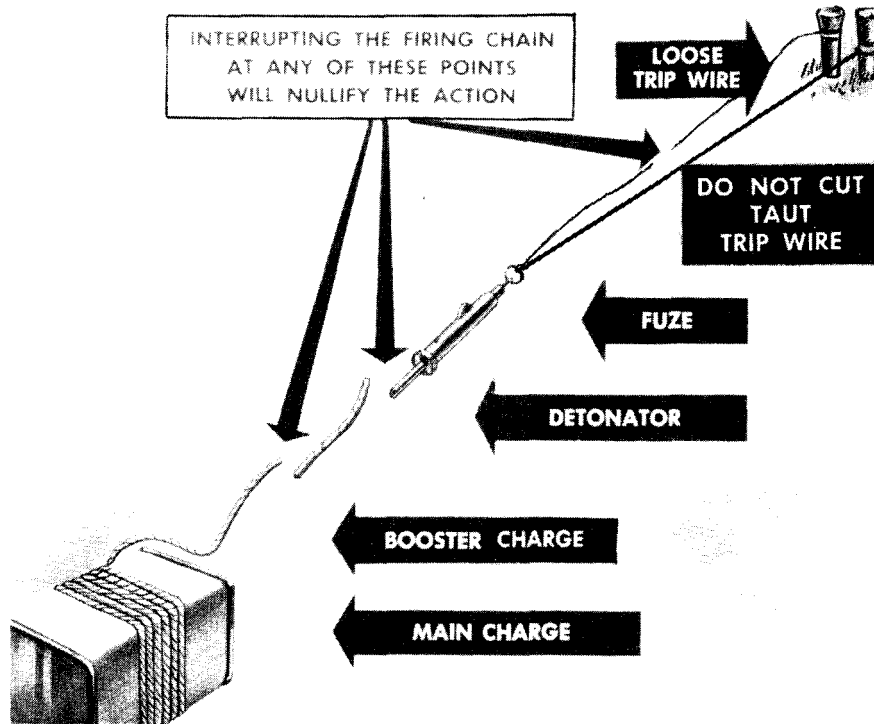 INTERRUPTING THE FIRING CHAIN
AT ANY OF THESE POINTS
WILL NULLIFY THE ACTION
LOOSE
TRIP WIRE
DO NOT CUT
TAUT
TRIP WIRE
FUZE
DETONATOR
BOOSTER CHARGE
MAIN CHARGE